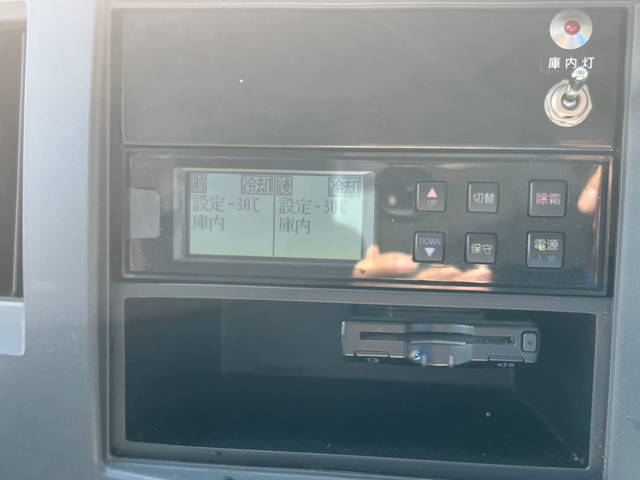 庫内灯
前 冷却 後 冷却
設定-30℃ 設定-30℃
庫内 庫内
UP 切替 除霜
DOWN 保守 電源
入/切